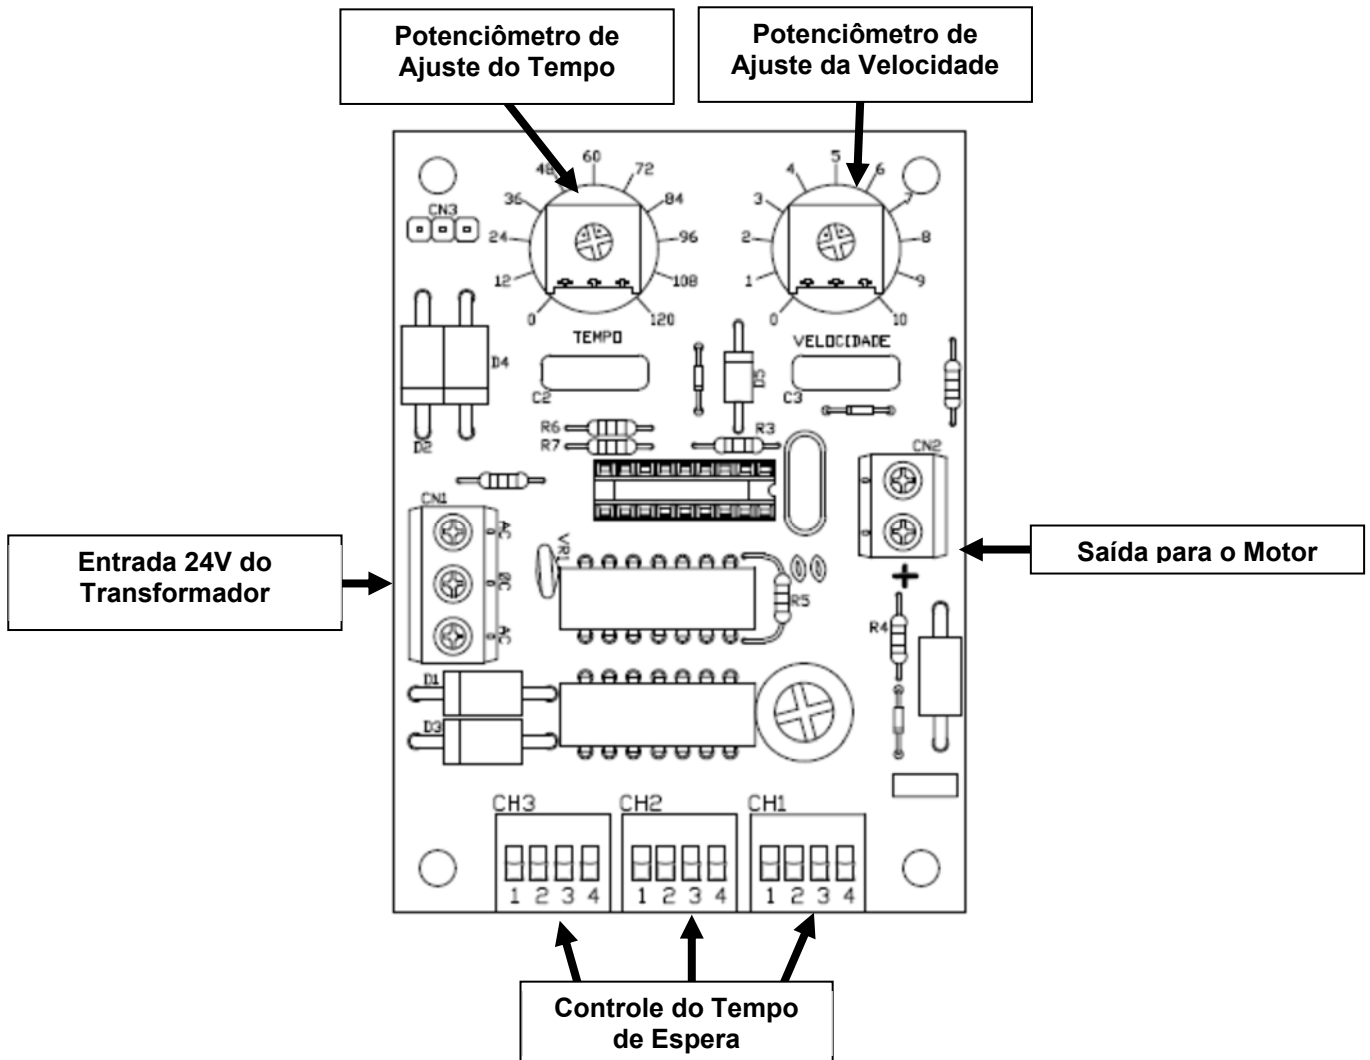 Potenciômetro de
Ajuste do Tempo
Potenciômetro de
Ajuste da Velocidade
60
48
72
36
84
24
96
12
108
0
120
TEMPO
5
4
6
3
7
2
8
1
9
0
10
VELOCIDADE
CN3
D4
D2
C2
D5
C3
R6
R7
R3
CN2
CN1
AC
0C
AC
VR1
R5
R4
+
D1
D3
Entrada 24V do
Transformador
Saída para o Motor
CH3
CH2
CH1
1 2 3 4
1 2 3 4
1 2 3 4
Controle do Tempo
de Espera